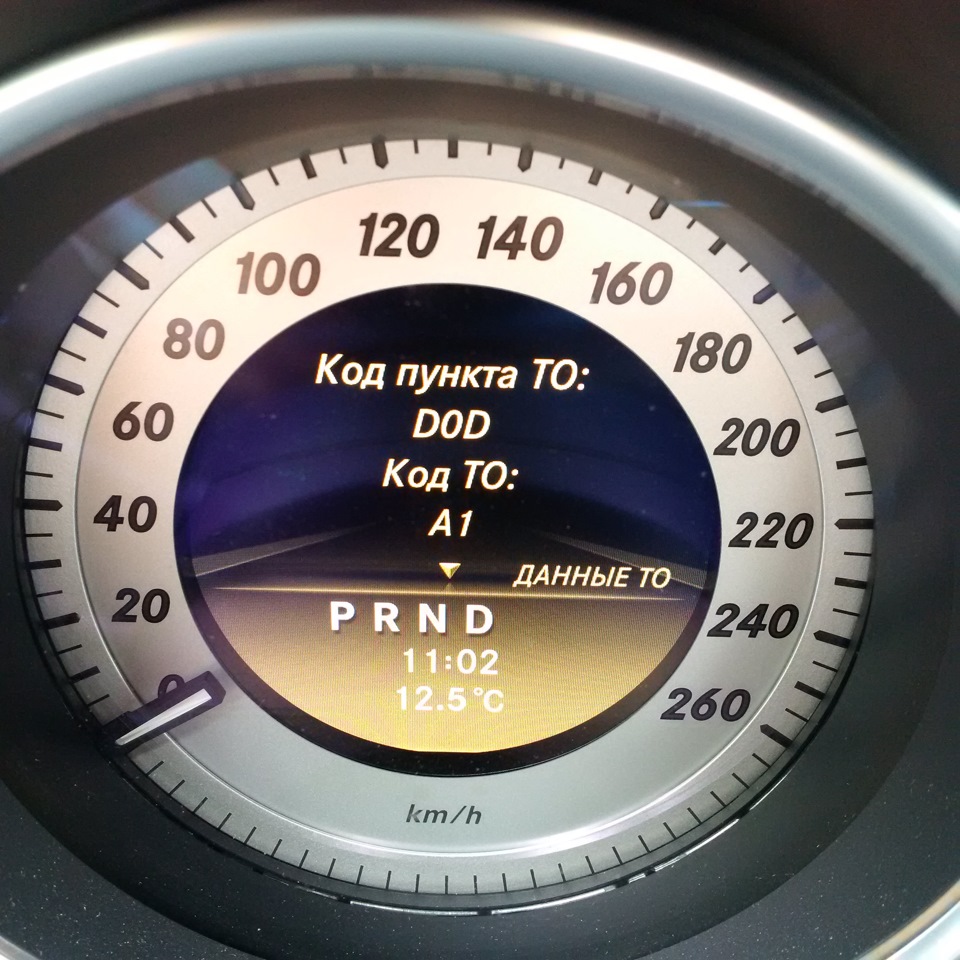 120 140
100 160
80 180
60 200
40 220
20 240
0 260
Код пункта ТО:
D0D
Код ТО:
A1
ДАННЫЕ ТО
P R N D
11:02
12.5°C
km/h